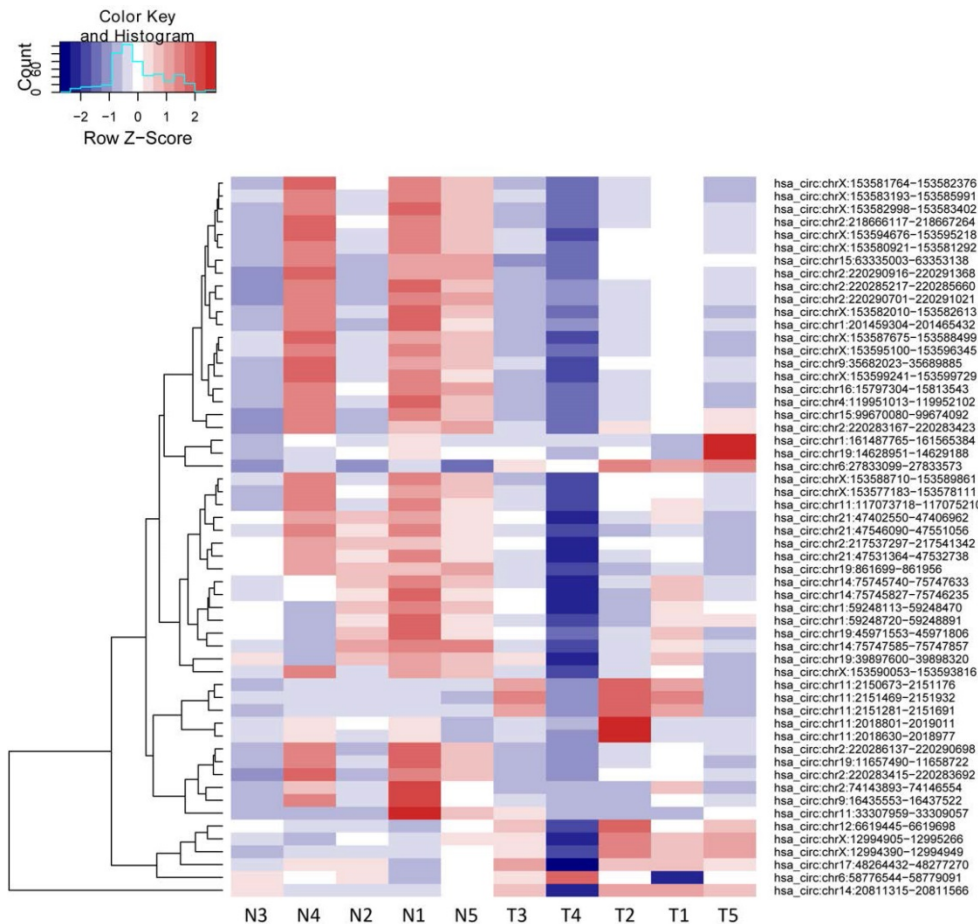 Color Key
and Histogram
Count
0 60
−2 −1 0 1 2
Row Z−Score
hsa_circ:chrX:153581764−153582376
hsa_circ:chrX:153583193−153585991
hsa_circ:chrX:153582998−153583402
hsa_circ:chr2:218666117−218667264
hsa_circ:chrX:153594676−153595218
hsa_circ:chrX:153580921−153581292
hsa_circ:chr15:63335003−63353138
hsa_circ:chr2:220290916−220291368
hsa_circ:chr2:220285217−220285660
hsa_circ:chr2:220290701−220291021
hsa_circ:chrX:153582010−153582613
hsa_circ:chr1:201459304−201465432
hsa_circ:chrX:153587675−153588499
hsa_circ:chrX:153595100−153596345
hsa_circ:chr9:35682023−35689885
hsa_circ:chrX:153599241−153599729
hsa_circ:chr16:15797304−15813543
hsa_circ:chr4:119951013−119952102
hsa_circ:chr15:99670080−99674092
hsa_circ:chr2:220283167−220283423
hsa_circ:chr1:161487765−161565384
hsa_circ:chr19:14628951−14629188
hsa_circ:chr6:27833099−27833573
hsa_circ:chrX:153588710−153589861
hsa_circ:chrX:153577183−153578111
hsa_circ:chr11:117073718−117075210
hsa_circ:chr21:47402550−47406962
hsa_circ:chr21:47546090−47551056
hsa_circ:chr2:217537297−217541342
hsa_circ:chr21:47531364−47532738
hsa_circ:chr19:861699−861956
hsa_circ:chr14:75745740−75747633
hsa_circ:chr14:75745827−75746235
hsa_circ:chr1:59248113−59248470
hsa_circ:chr1:59248720−59248891
hsa_circ:chr19:45971553−45971806
hsa_circ:chr14:75747585−75747857
hsa_circ:chr19:39897600−39898320
hsa_circ:chrX:153590053−153593816
hsa_circ:chr11:2150673−2151176
hsa_circ:chr11:2151469−2151932
hsa_circ:chr11:2151281−2151691
hsa_circ:chr11:2018801−2019011
hsa_circ:chr11:2018630−2018977
hsa_circ:chr2:220286137−220290698
hsa_circ:chr19:11657490−11658722
hsa_circ:chr2:220283415−220283692
hsa_circ:chr2:74143893−74146554
hsa_circ:chr9:16435553−16437522
hsa_circ:chr11:33307959−33309057
hsa_circ:chr12:6619445−6619698
hsa_circ:chrX:12994905−12995266
hsa_circ:chrX:12994390−12994949
hsa_circ:chr17:48264432−48277270
hsa_circ:chr6:58776544−58779091
hsa_circ:chr14:20811315−20811566
N3 N4 N2 N1 N5 T3 T4 T2 T1 T5